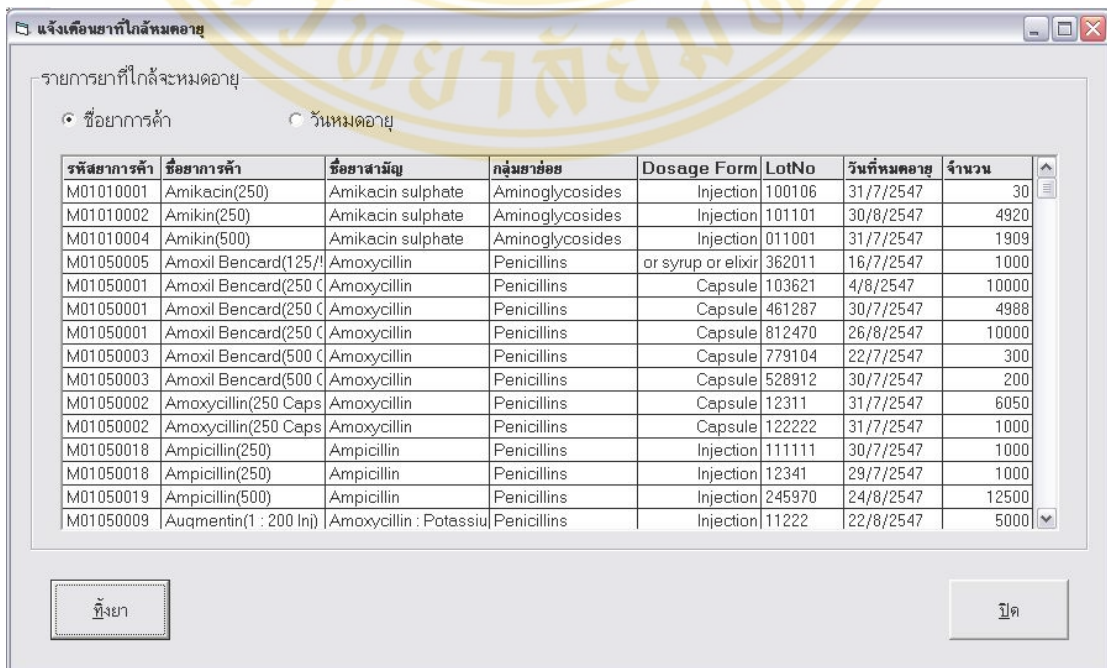 แจ้งเตือนยาที่ใกล้หมดอายุ
รายการยาที่ใกล้จะหมดอายุ
ชื่อยาการค้า วันหมดอายุ
รหัสยาการค้า ชื่อยาการค้า ชื่อยาสามัญ กลุ่มยาย่อย Dosage Form LotNo วันที่หมดอายุ จำนวน
M01010001 Amikacin(250) Amikacin sulphate Aminoglycosides Injection 100106 31/7/2547 30
M01010002 Amikin(250) Amikacin sulphate Aminoglycosides Injection 101101 30/8/2547 4920
M01010004 Amikin(500) Amikacin sulphate Aminoglycosides Injection 011001 31/7/2547 1909
M01050005 Amoxil Bencard(125/ Amoxycillin Penicillins or syrup or elixir 362011 16/7/2547 1000
M01050001 Amoxil Bencard(250 Amoxycillin Penicillins Capsule 103621 4/8/2547 10000
M01050001 Amoxil Bencard(250 Amoxycillin Penicillins Capsule 461287 30/7/2547 4988
M01050001 Amoxil Bencard(250 Amoxycillin Penicillins Capsule 812470 26/8/2547 10000
M01050003 Amoxil Bencard(500 Amoxycillin Penicillins Capsule 779104 22/7/2547 300
M01050003 Amoxil Bencard(500 Amoxycillin Penicillins Capsule 528912 30/7/2547 200
M01050002 Amoxycillin(250 Caps Amoxycillin Penicillins Capsule 12311 31/7/2547 6050
M01050002 Amoxycillin(250 Caps Amoxycillin Penicillins Capsule 122222 31/7/2547 1000
M01050018 Ampicillin(250) Ampicillin Penicillins Injection 111111 30/7/2547 1000
M01050018 Ampicillin(250) Ampicillin Penicillins Injection 12341 29/7/2547 1000
M01050019 Ampicillin(500) Ampicillin Penicillins Injection 245970 24/8/2547 12500
M01050009 Augmentin(1 : 200 Inj) Amoxycillin : Potassiu Penicillins Injection 11222 22/8/2547 5000
ทิ้งยา ปิด